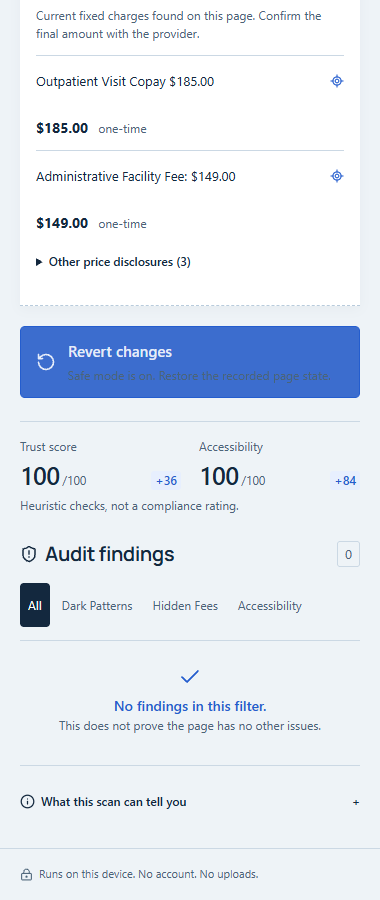 Current fixed charges found on this page. Confirm the
final amount with the provider.
Outpatient Visit Copay $185.00
$185.00 one-time
Administrative Facility Fee: $149.00
$149.00 one-time
Other price disclosures (3)
Revert changes
Safe mode is on. Restore the recorded page state.
Trust score
Accessibility
100/100 +36
100/100 +84
Heuristic checks, not a compliance rating.
Audit findings 0
All Dark Patterns Hidden Fees Accessibility
No findings in this filter.
This does not prove the page has no other issues.
What this scan can tell you +
Runs on this device. No account. No uploads.